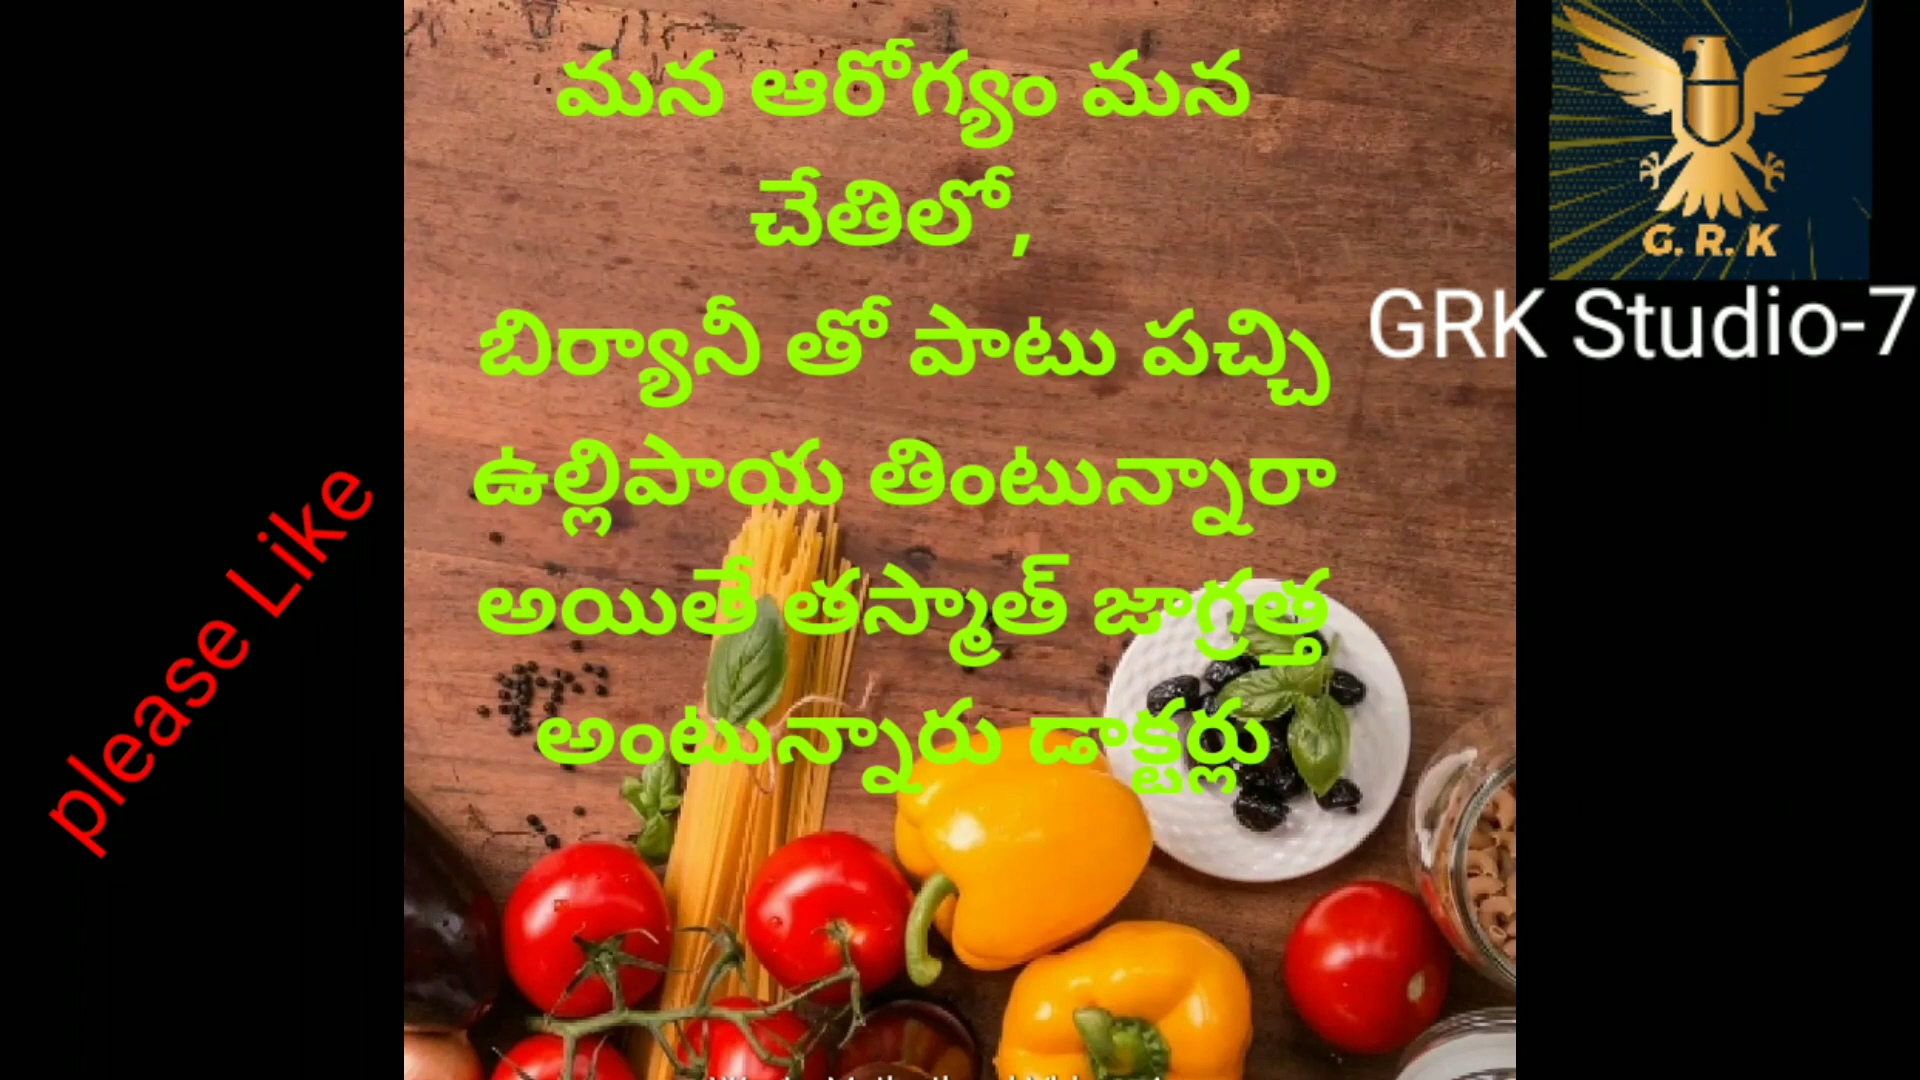 మన ఆరోగ్యం మన
చేతిలో,
బిర్యానీ తో పాటు పచ్చి
ఉల్లిపాయ తింటున్నారా
అయితే తస్మాత్ జాగ్రత్త
అంటున్నారు డాక్టర్లు
please Like
G. R. K
GRK Studio-7